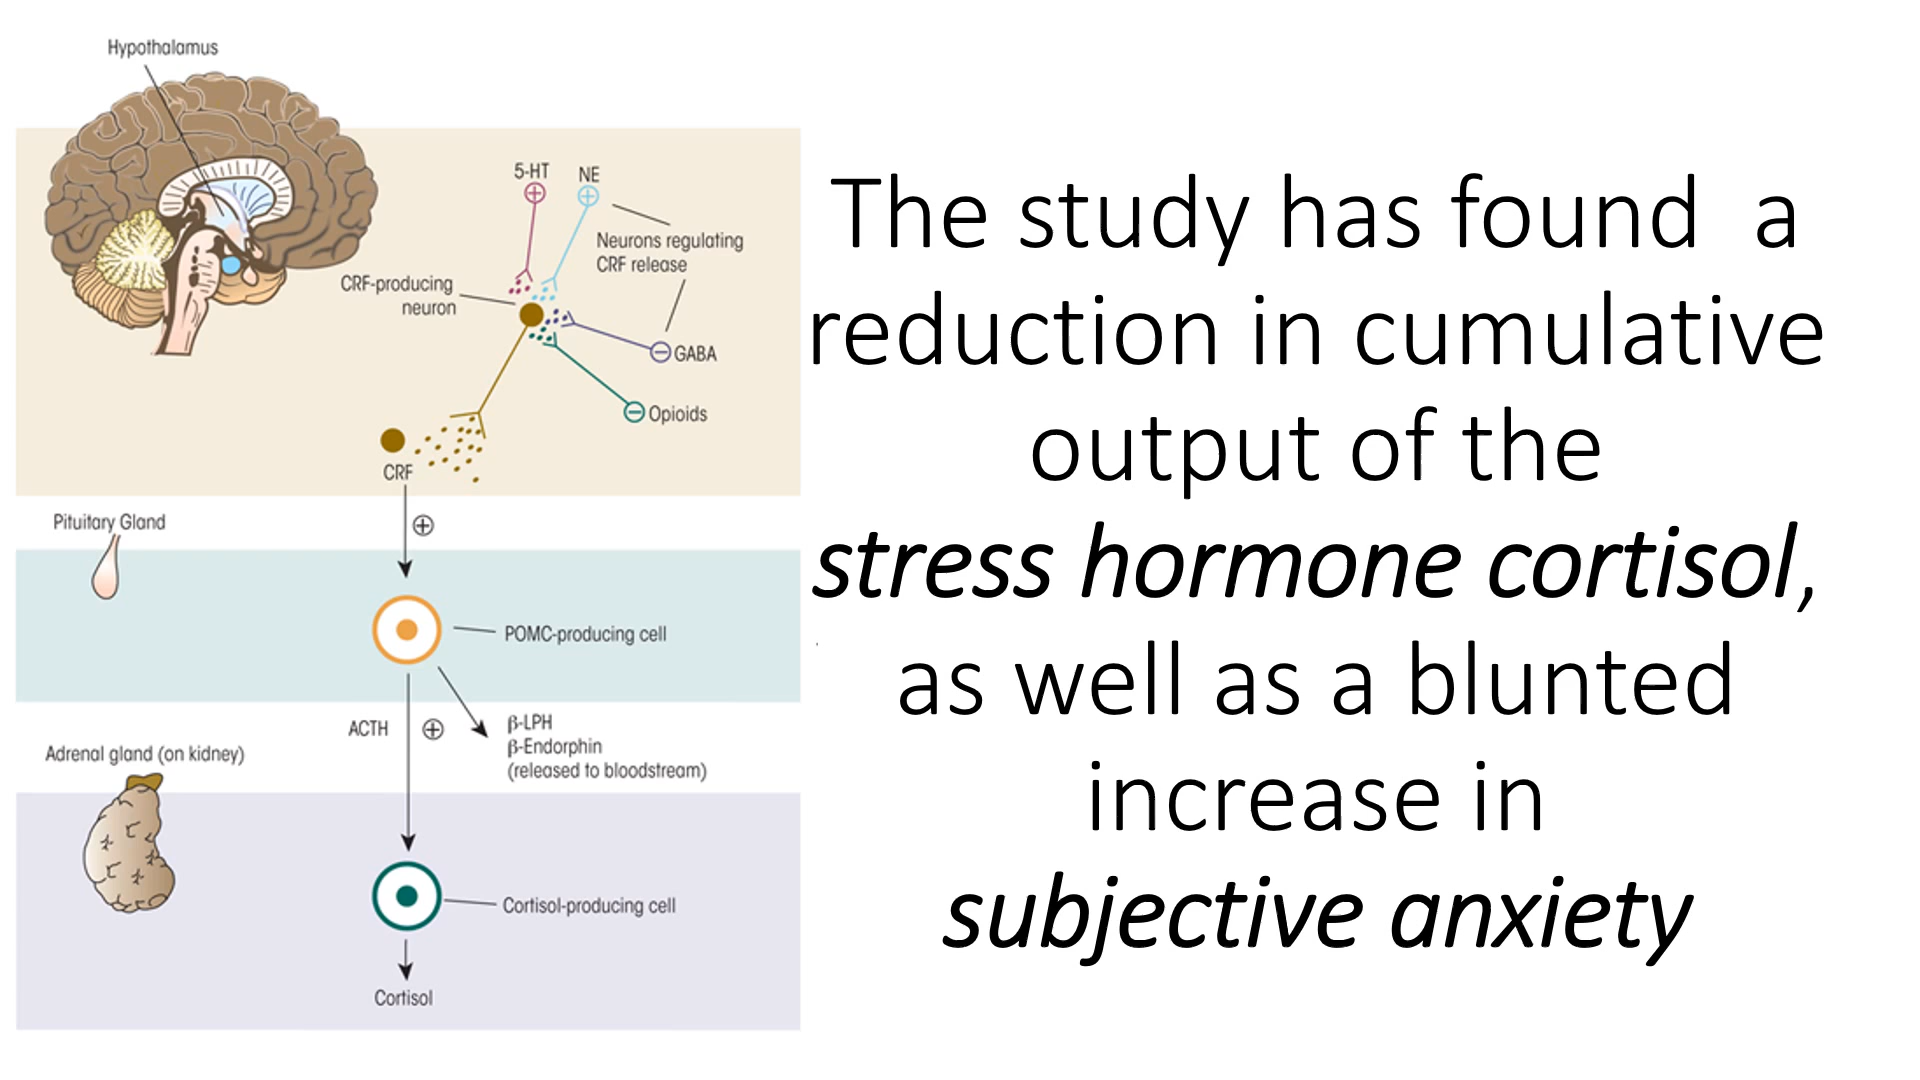 Hypothalamus
5-HT
NE
Neurons regulating
CRF release
CRF-producing
neuron
GABA
Opioids
CRF
Pituitary Gland
POMC-producing cell
ACTH
β-LPH
β-Endorphin
(released to bloodstream)
Adrenal gland (on kidney)
Cortisol-producing cell
Cortisol
The study has found  a
reduction in cumulative
output of the
stress hormone cortisol,
as well as a blunted
increase in
subjective anxiety